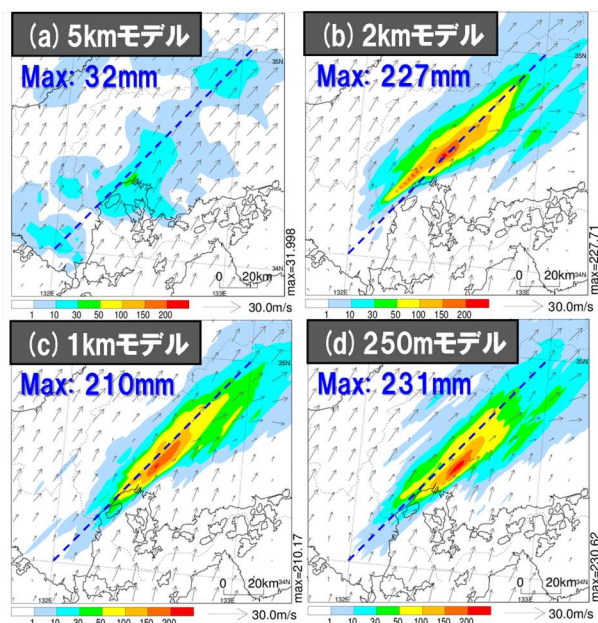 (a) 5kmモデル
Max: 32mm
35N
34N
132E
133E
0 20km
max=31.998
1 10 30 50 100 150 200
30.0m/s
(b) 2kmモデル
Max: 227mm
35N
34N
132E
133E
0 20km
max=227.71
1 10 30 50 100 150 200
30.0m/s
(c) 1kmモデル
Max: 210mm
35N
34N
132E
133E
0 20km
max=210.17
1 10 30 50 100 150 200
30.0m/s
(d) 250mモデル
Max: 231mm
35N
34N
132E
133E
0 20km
max=230.62
1 10 30 50 100 150 200
30.0m/s